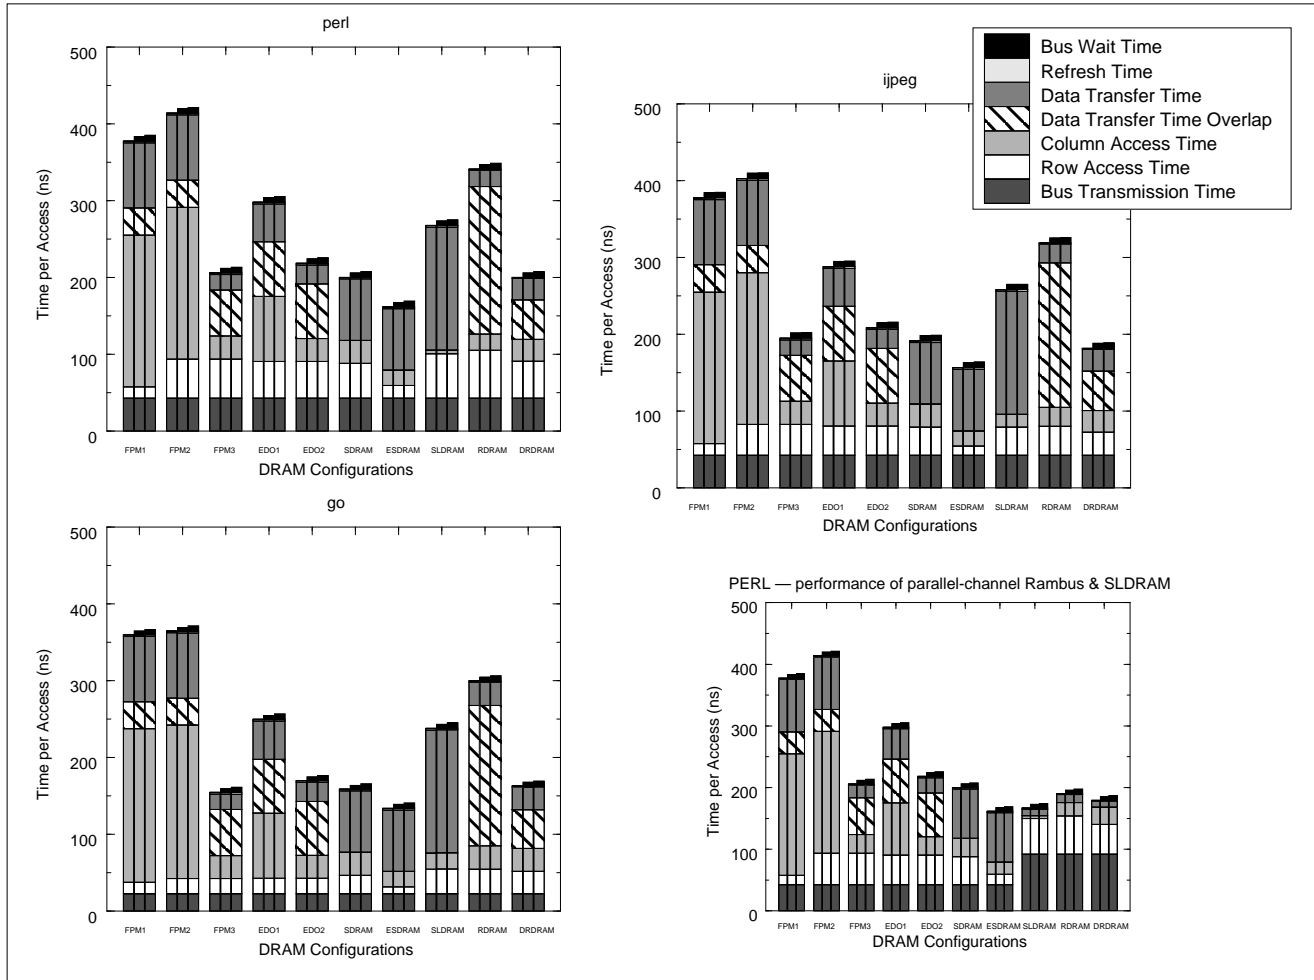 perl
500
400
300
200
100
0
Time per Access (ns)
FPM1 FPM2 FPM3 EDO1 EDO2 SDRAM ESDRAM SLDRAM RDRAM DRDRAM
DRAM Configurations
ijpeg
500
400
300
200
100
0
Time per Access (ns)
FPM1 FPM2 FPM3 EDO1 EDO2 SDRAM ESDRAM SLDRAM RDRAM DRDRAM
DRAM Configurations
Bus Wait Time
Refresh Time
Data Transfer Time
Data Transfer Time Overlap
Column Access Time
Row Access Time
Bus Transmission Time
go
500
400
300
200
100
0
Time per Access (ns)
FPM1 FPM2 FPM3 EDO1 EDO2 SDRAM ESDRAM SLDRAM RDRAM DRDRAM
DRAM Configurations
PERL — performance of parallel-channel Rambus & SLDRAM
500
400
300
200
100
0
Time per Access (ns)
FPM1 FPM2 FPM3 EDO1 EDO2 SDRAM ESDRAM SLDRAM RDRAM DRDRAM
DRAM Configurations